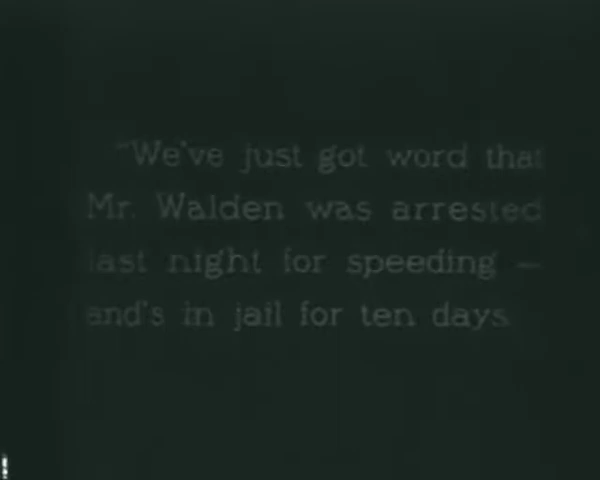 "We've just got word that
Mr. Walden was arrested
last night for speeding —
and's in jail for ten days